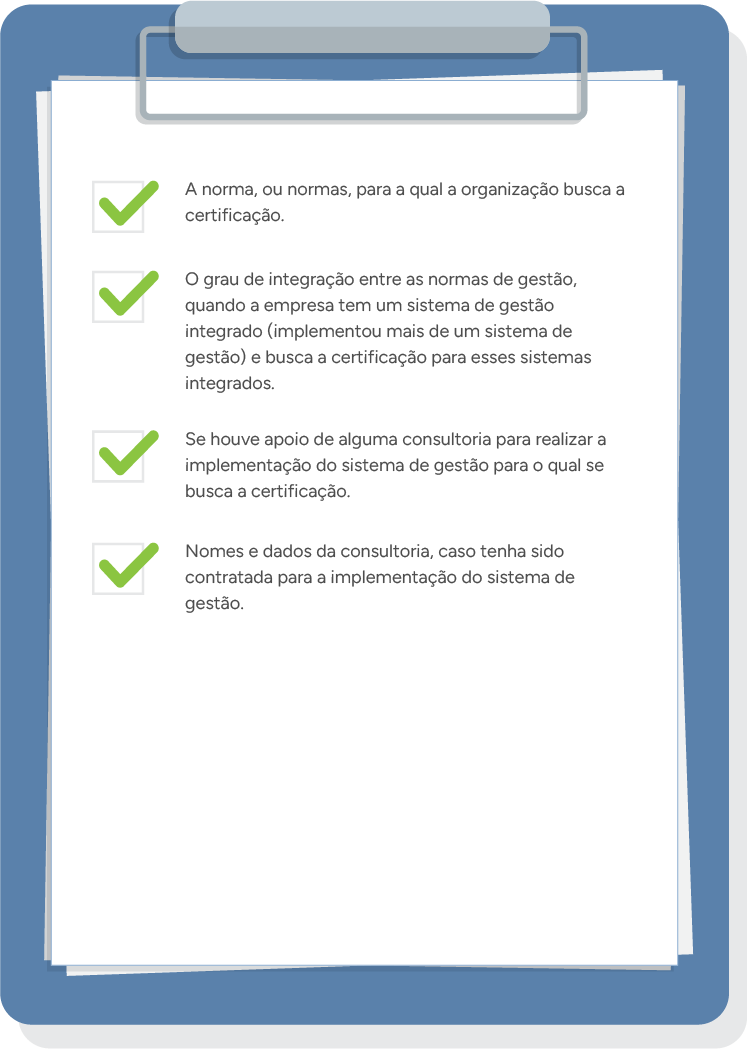 A norma, ou normas, para a qual a organização busca a
certificação.
O grau de integração entre as normas de gestão,
quando a empresa tem um sistema de gestão
integrado (implementou mais de um sistema de
gestão) e busca a certificação para esses sistemas
integrados.
Se houve apoio de alguma consultoria para realizar a
implementação do sistema de gestão para o qual se
busca a certificação.
Nomes e dados da consultoria, caso tenha sido
contratada para a implementação do sistema de
gestão.